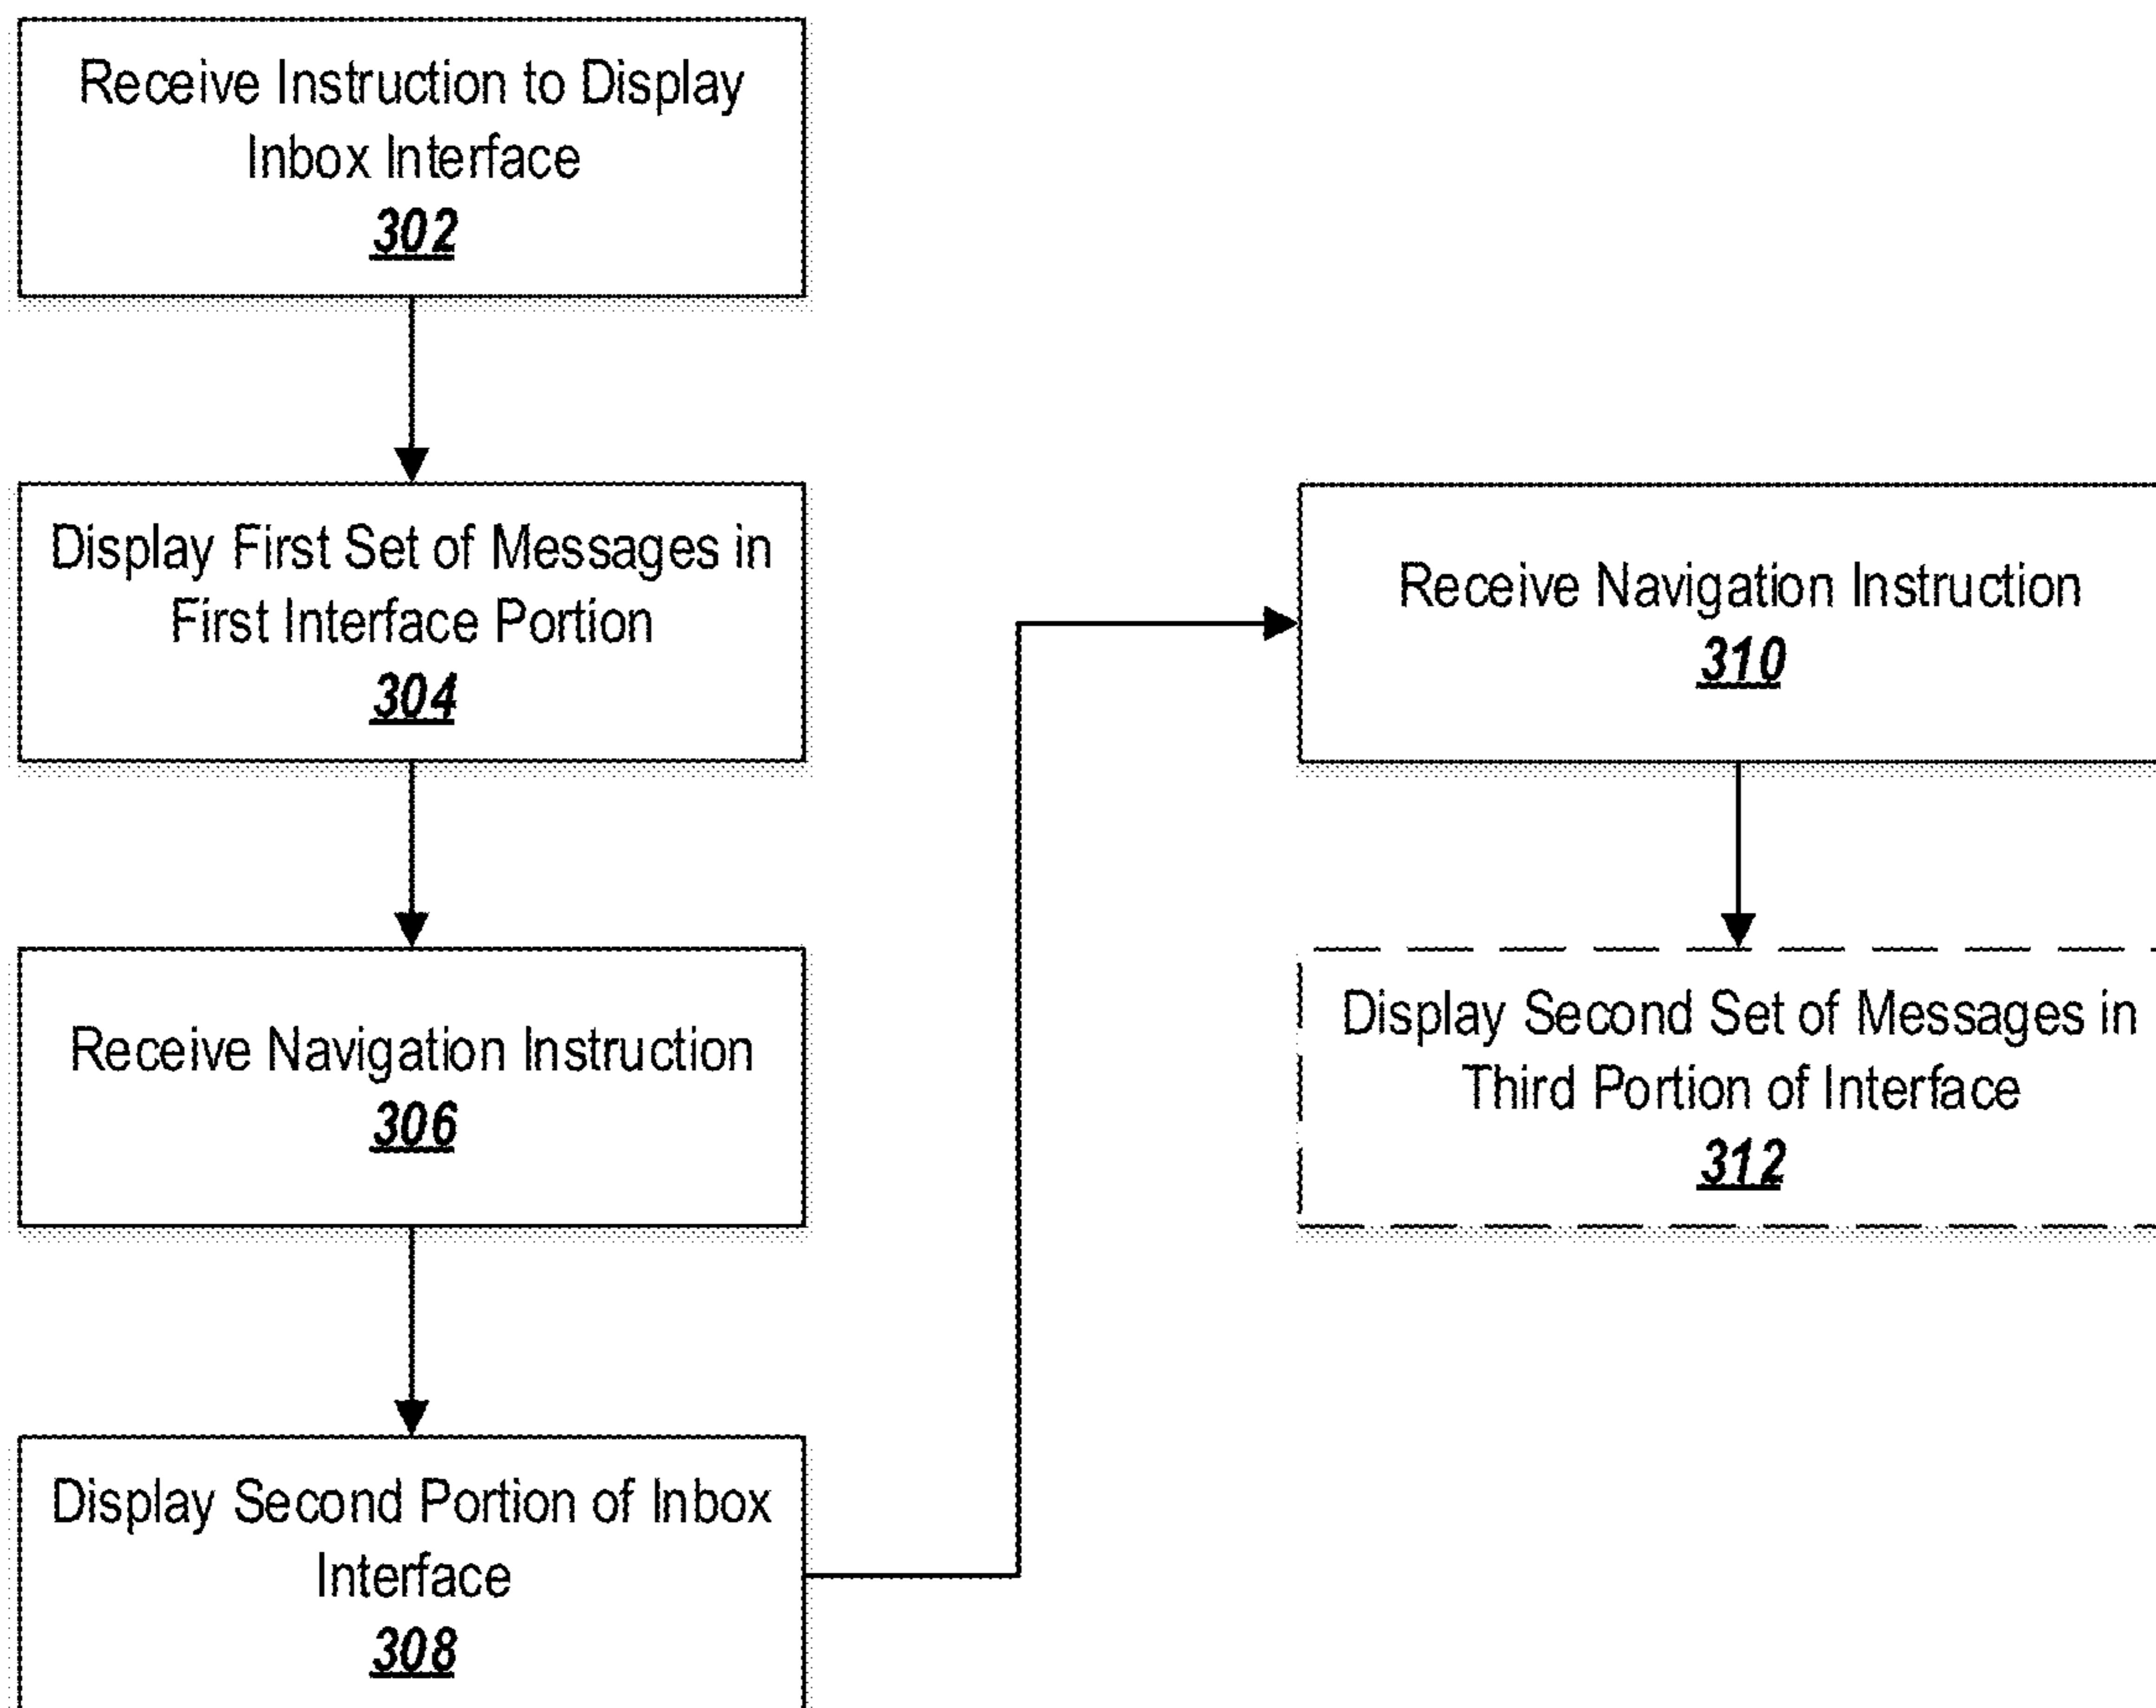 Receive Instruction to Display
Inbox Interface
302
Display First Set of Messages in
First Interface Portion
304
Receive Navigation Instruction
306
Display Second Portion of Inbox
Interface
308
Receive Navigation Instruction
310
Display Second Set of Messages in
Third Portion of Interface
312